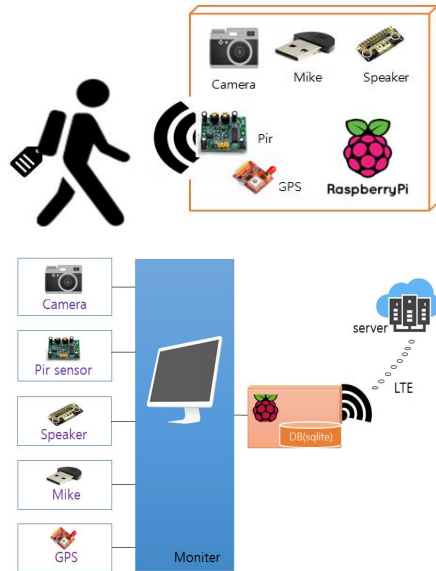 Camera
Mike
Speaker
Pir
GPS
RaspberryPi
Camera
Pir sensor
Speaker
Mike
GPS
Moniter
DB(sqlite)
server
LTE